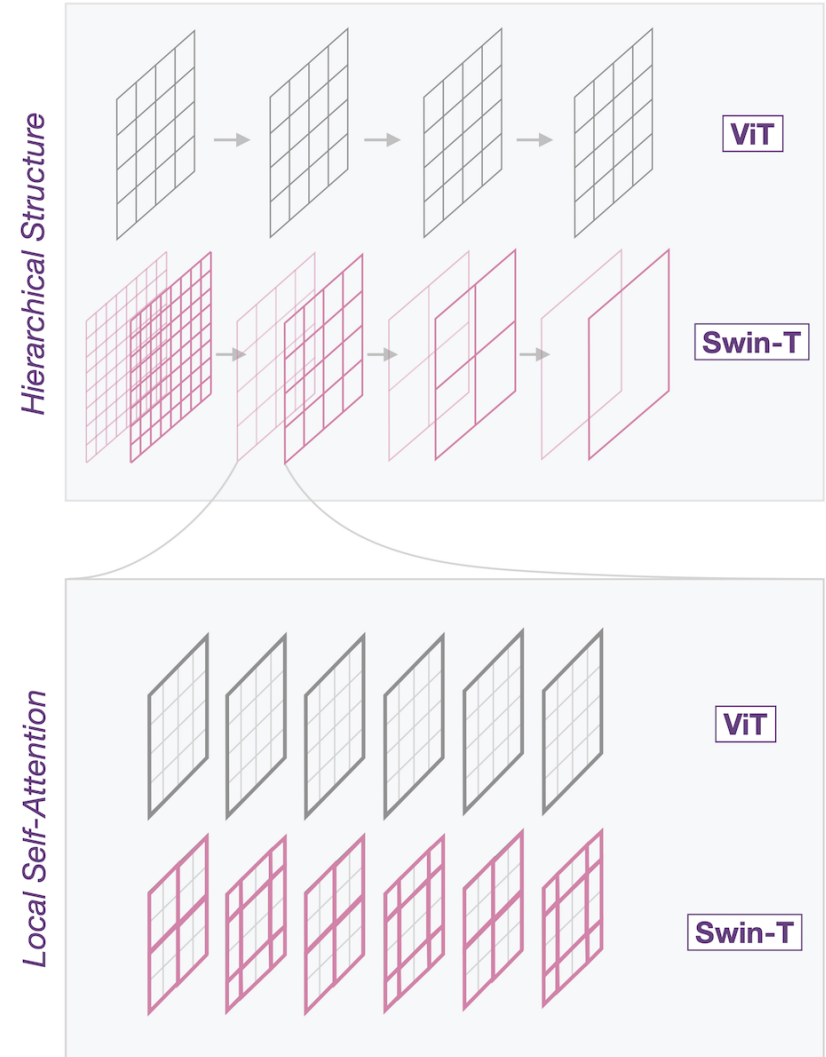 Hierarchical Structure
ViT
Swin-T
Local Self-Attention
ViT
Swin-T